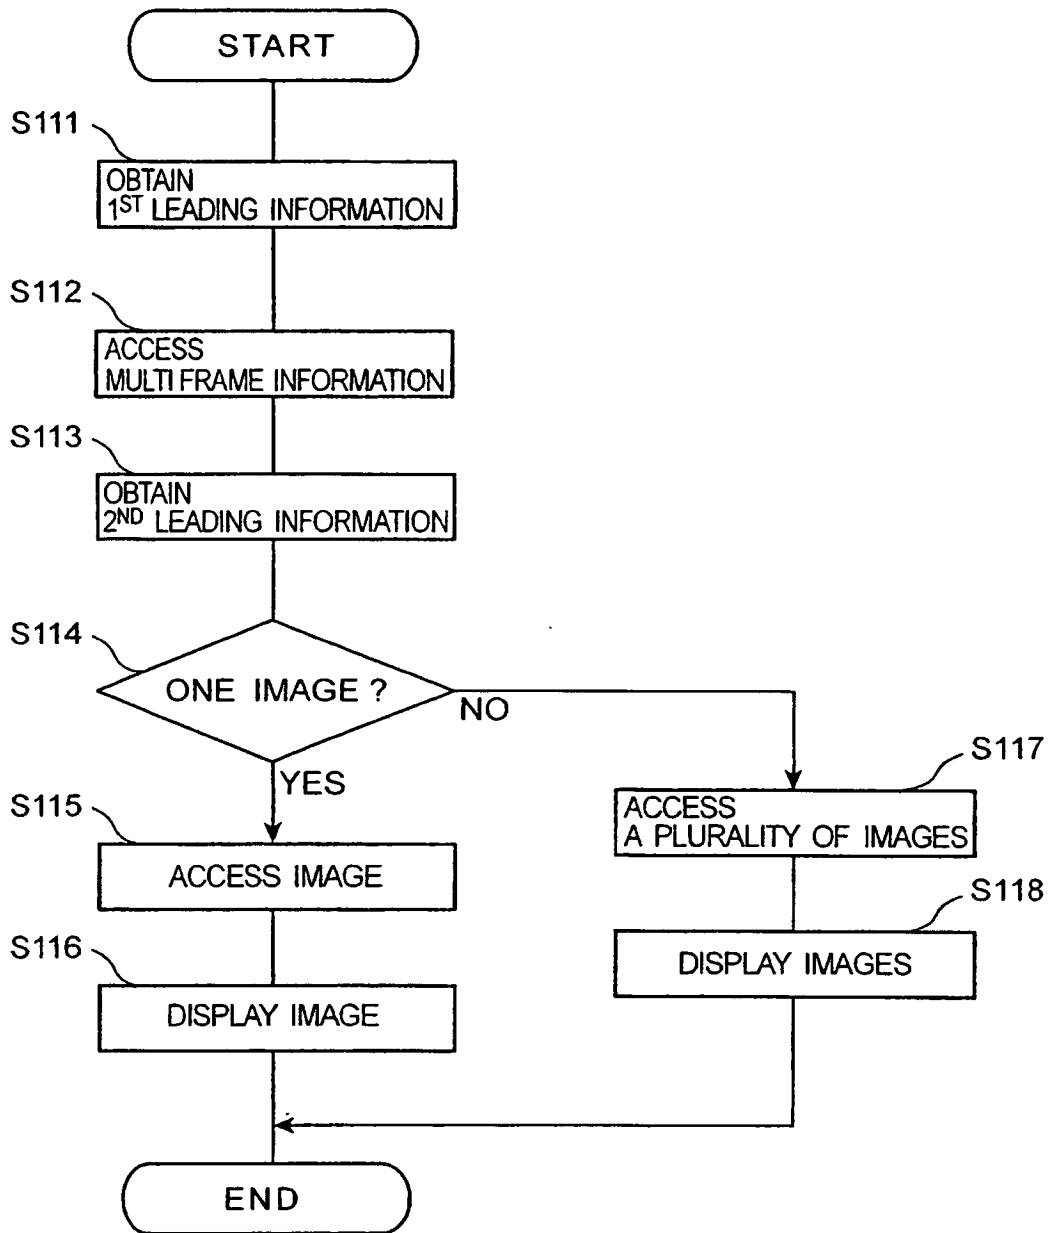 START
S111
OBTAIN
1ST LEADING INFORMATION
S112
ACCESS
MULTI FRAME INFORMATION
S113
OBTAIN
2ND LEADING INFORMATION
S114
ONE IMAGE ?
NO
YES
S115
ACCESS IMAGE
S116
DISPLAY IMAGE
S117
ACCESS
A PLURALITY OF IMAGES
S118
DISPLAY IMAGES
END